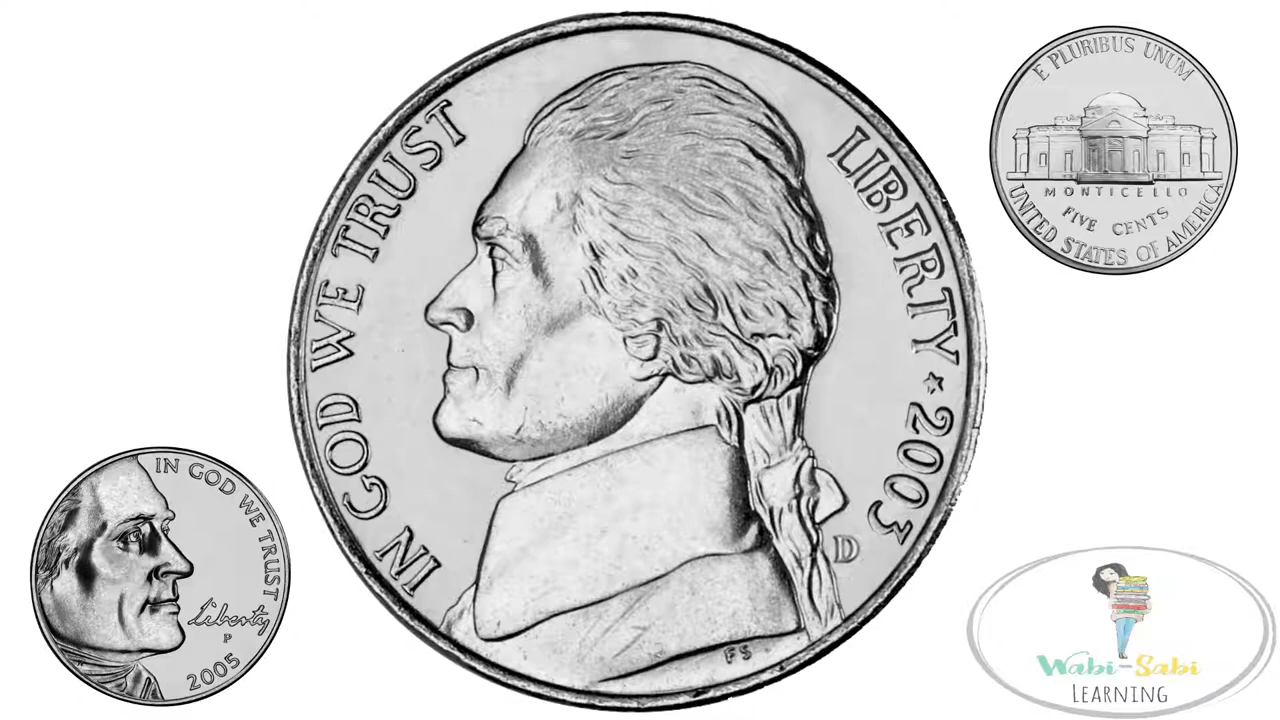 IN GOD WE TRUST
LIBERTY ★ 2003
D
FS
E PLURIBUS UNUM
MONTICELLO
FIVE CENTS
UNITED STATES OF AMERICA
IN GOD WE TRUST
Liberty
P
2005
Wabi-Sabi
LEARNING